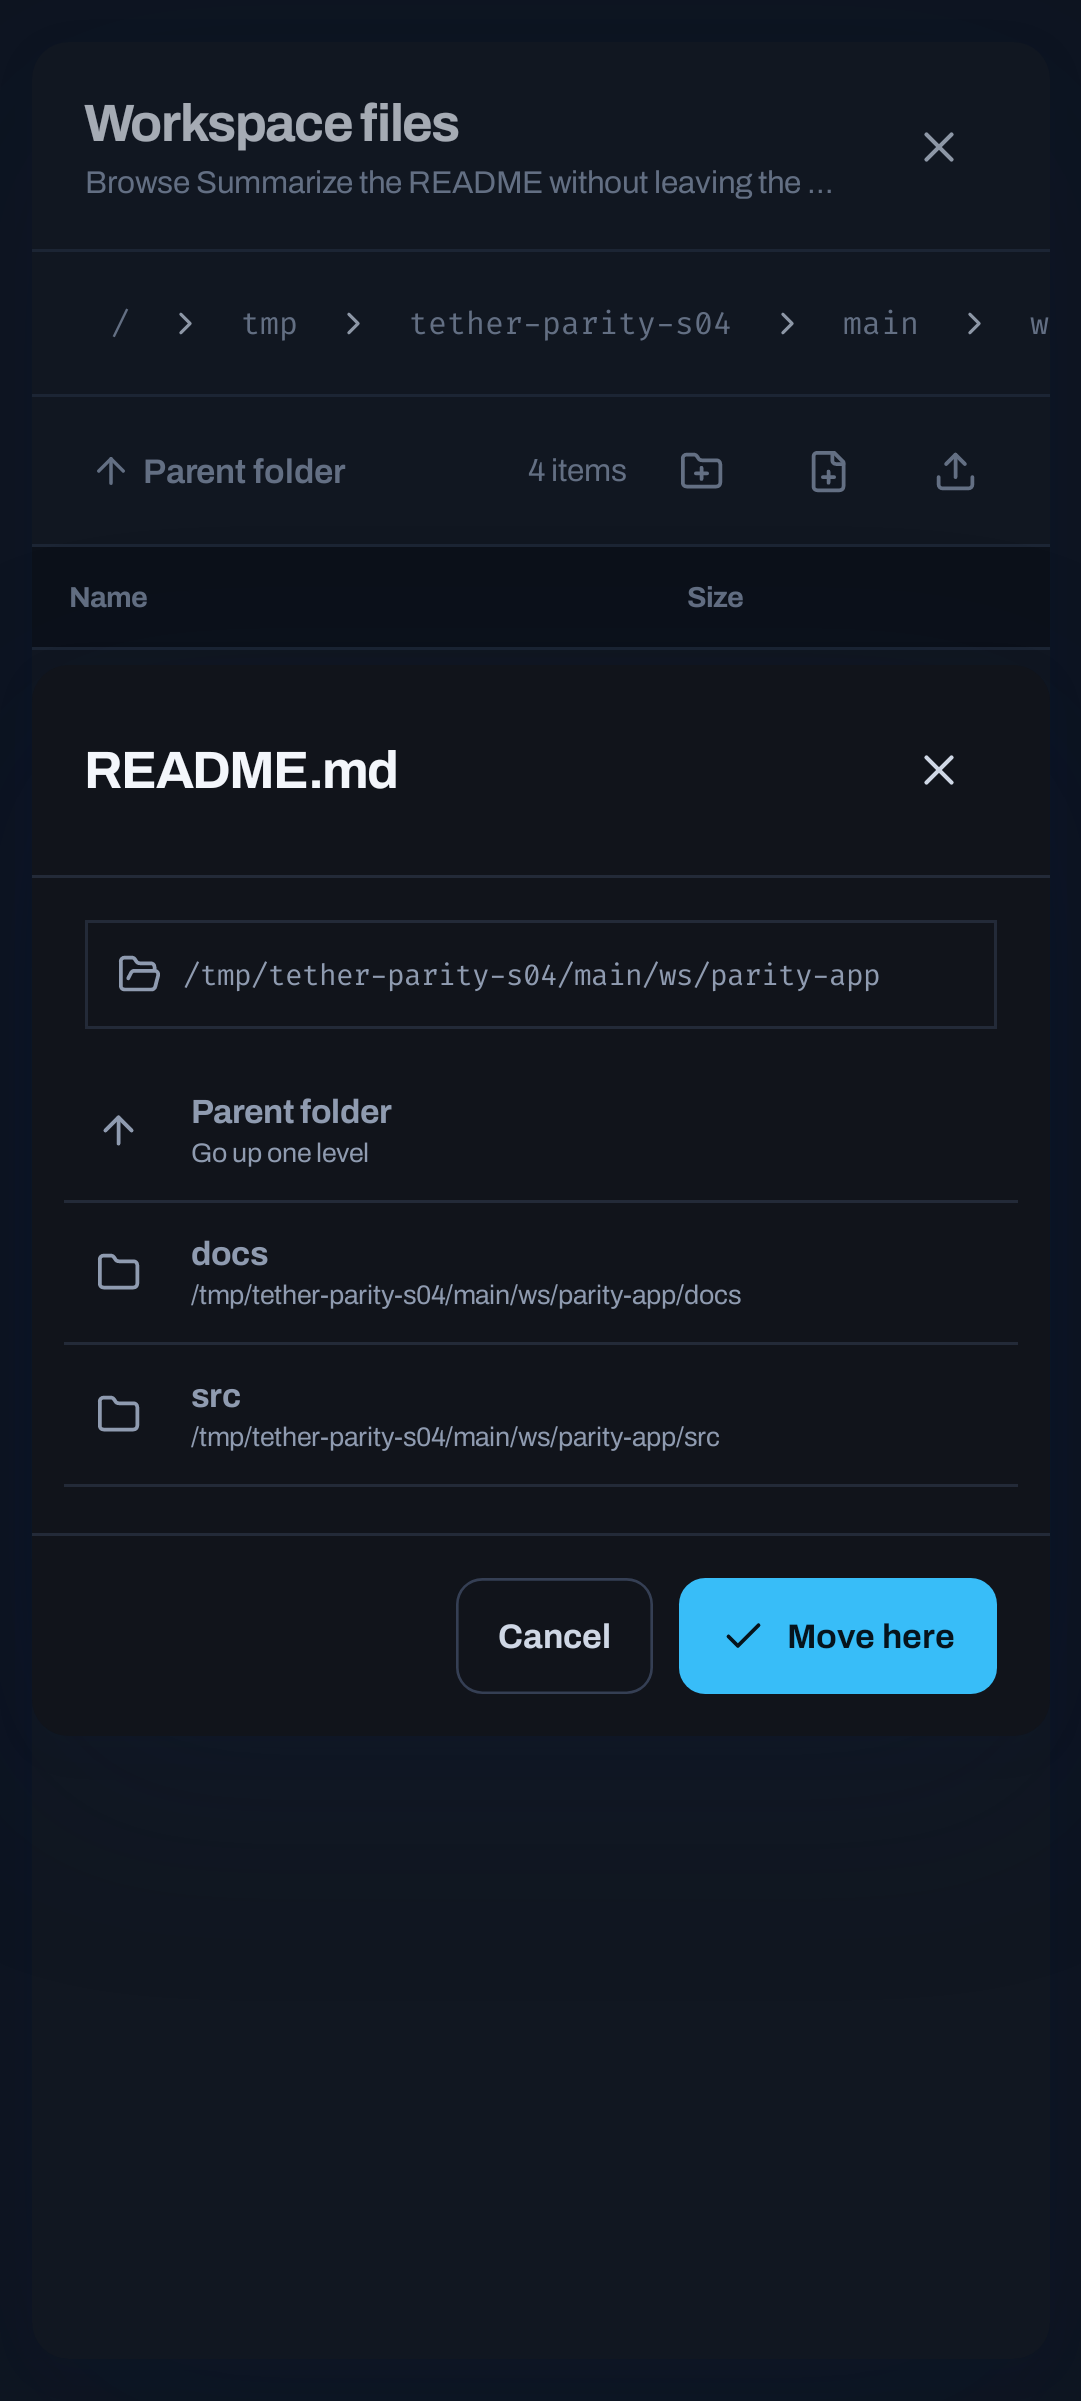 Workspace files
Browse Summarize the README without leaving the ...
/ tmp tether-parity-s04 main w
Parent folder 4 items
Name Size
README.md
/tmp/tether-parity-s04/main/ws/parity-app
Parent folder
Go up one level
docs
/tmp/tether-parity-s04/main/ws/parity-app/docs
src
/tmp/tether-parity-s04/main/ws/parity-app/src
Cancel Move here